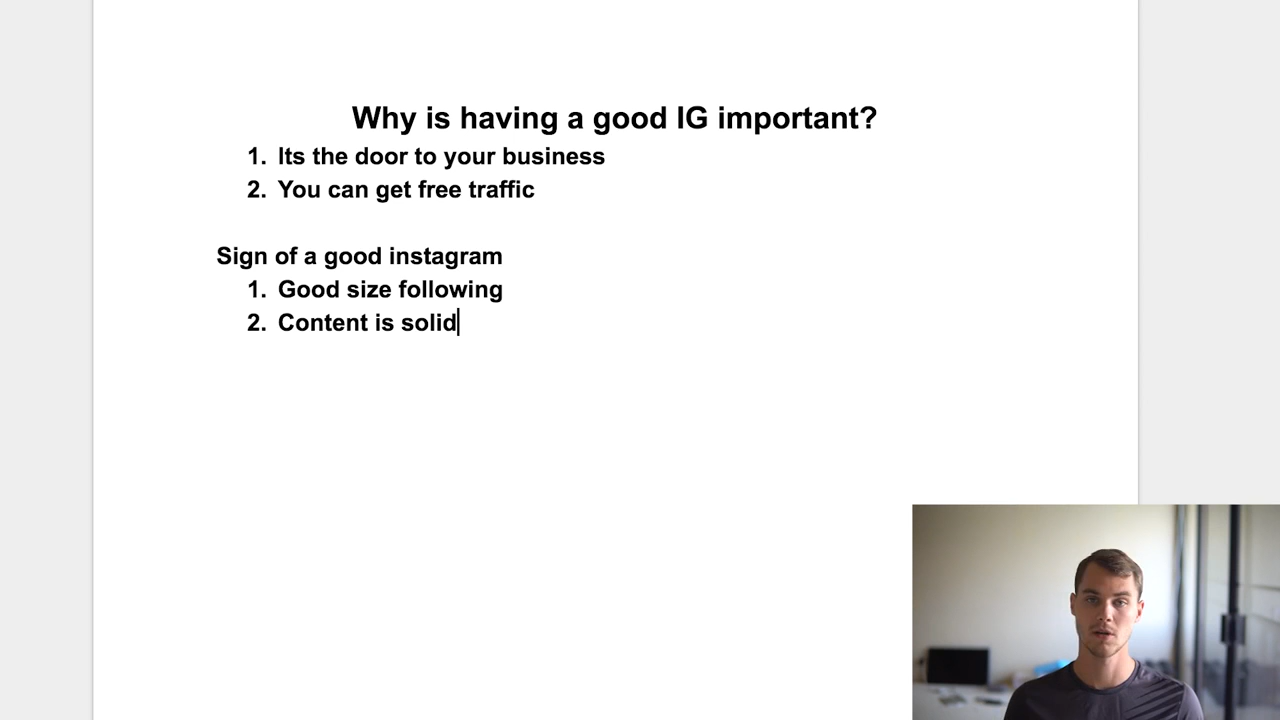 Why is having a good IG important?
1. Its the door to your business
2. You can get free traffic
Sign of a good instagram
1. Good size following
2. Content is solid